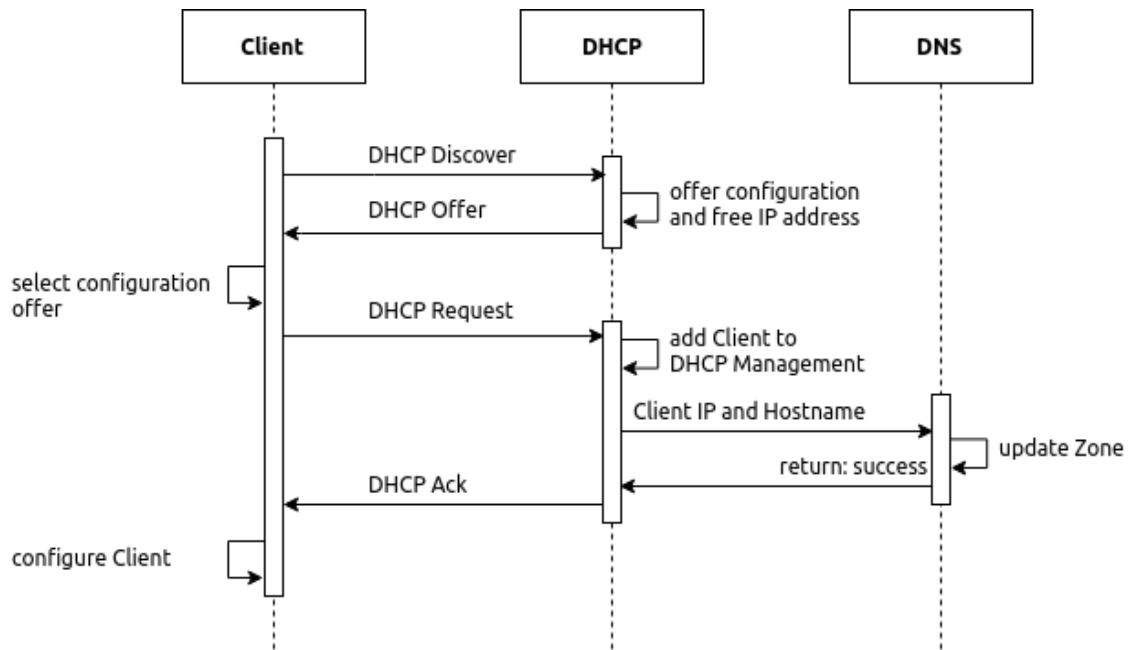 Client
DHCP
DNS
DHCP Discover
offer configuration
and free IP address
DHCP Offer
select configuration
offer
DHCP Request
add Client to
DHCP Management
Client IP and Hostname
update Zone
return: success
DHCP Ack
configure Client